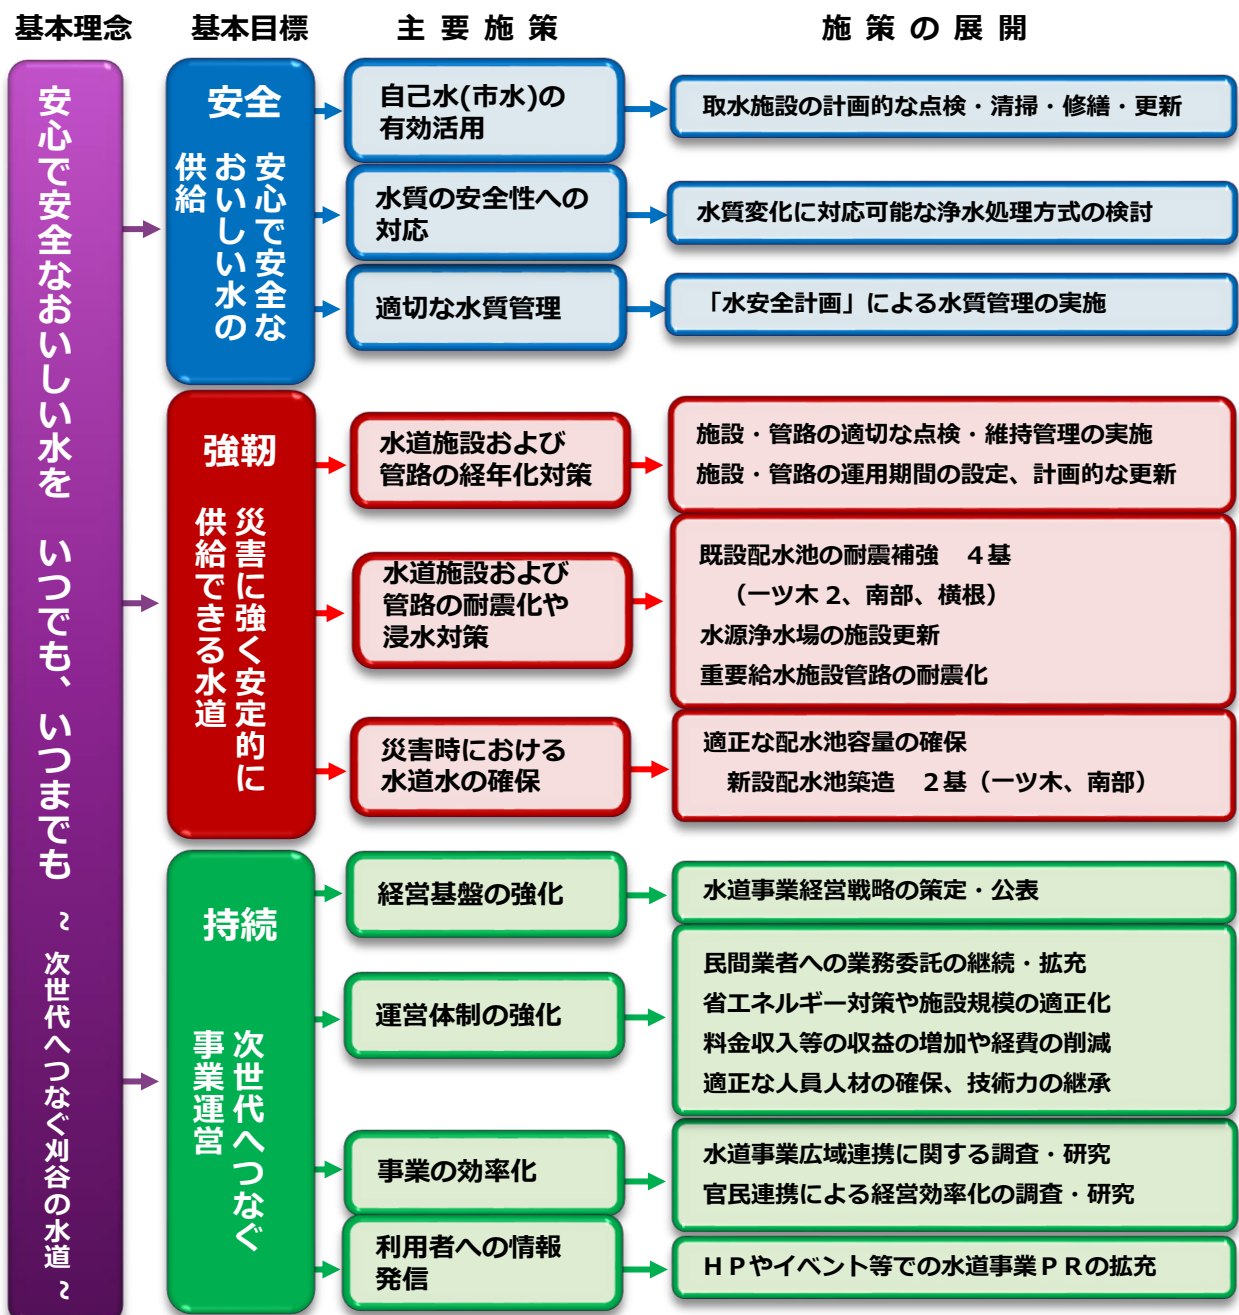 基本理念
基本目標
主要施策
施策の展開
安心で安全なおいしい水を　いつでも、いつまでも
～ 次世代へつなぐ刈谷の水道 ～
安全
安心で安全な
おいしい水の
供給
自己水(市水)の
有効活用
取水施設の計画的な点検・清掃・修繕・更新
水質の安全性への
対応
水質変化に対応可能な浄水処理方式の検討
適切な水質管理
「水安全計画」による水質管理の実施
強靭
災害に強く安定的に
供給できる水道
水道施設および
管路の経年化対策
施設・管路の適切な点検・維持管理の実施
施設・管路の運用期間の設定、計画的な更新
水道施設および
管路の耐震化や
浸水対策
既設配水池の耐震補強　４基
（一ツ木２、南部、横根）
水源浄水場の施設更新
重要給水施設管路の耐震化
災害時における
水道水の確保
適正な配水池容量の確保
新設配水池築造　２基（一ツ木、南部）
持続
次世代へつなぐ
事業運営
経営基盤の強化
水道事業経営戦略の策定・公表
運営体制の強化
民間業者への業務委託の継続・拡充
省エネルギー対策や施設規模の適正化
料金収入等の収益の増加や経費の削減
適正な人員人材の確保、技術力の継承
事業の効率化
水道事業広域連携に関する調査・研究
官民連携による経営効率化の調査・研究
利用者への情報
発信
ＨＰやイベント等での水道事業ＰＲの拡充